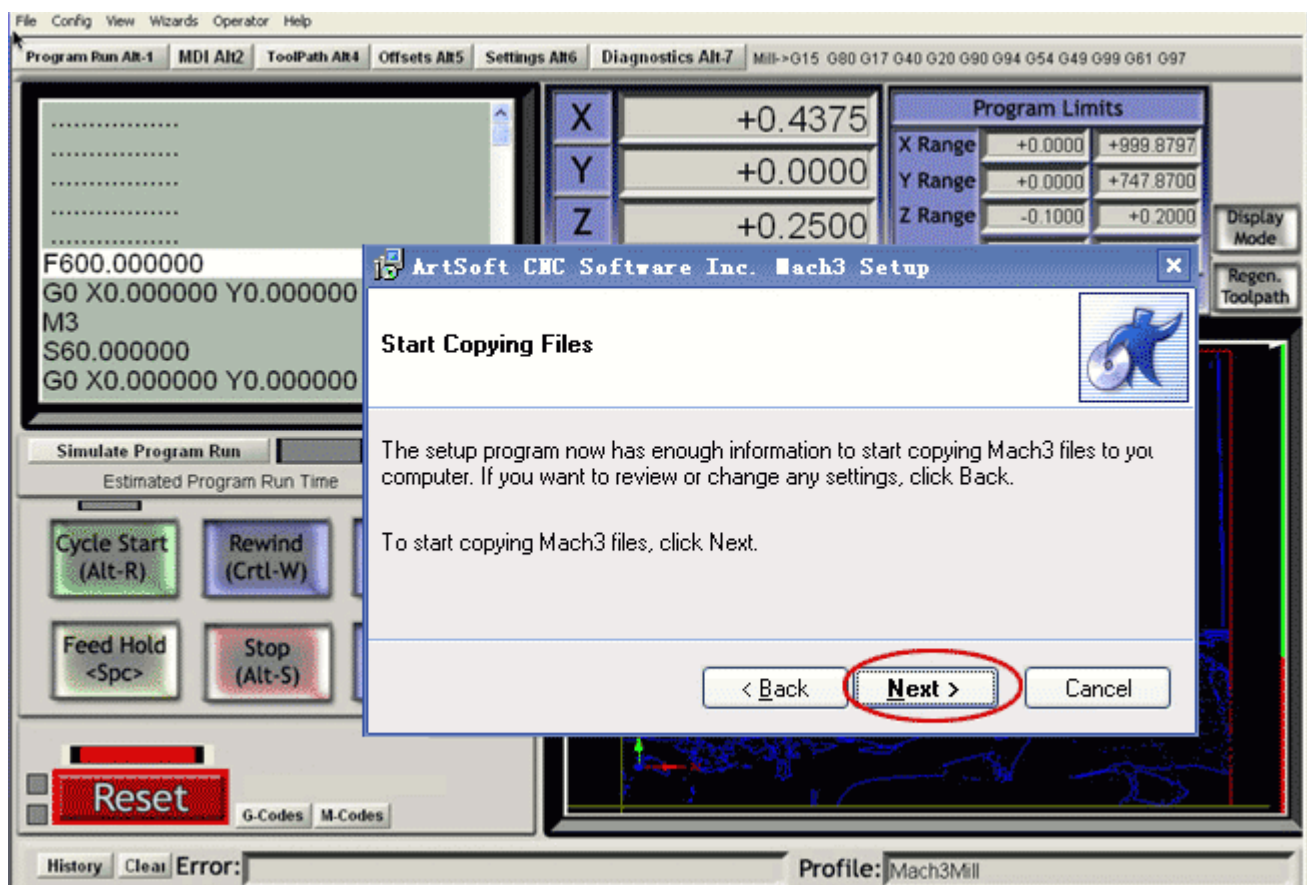 File Config View Wizards Operator Help
Program Run Alt-1 MDI Alt2 ToolPath Alt4 Offsets Alt5 Settings Alt6 Diagnostics Alt-7 Mill->G15 G80 G17 G40 G20 G90 G94 G54 G49 G99 G61 G97
................
................
................
................
................
F600.000000
G0 X0.000000 Y0.000000
M3
S60.000000
G0 X0.000000 Y0.000000
X +0.4375
Y +0.0000
Z +0.2500
Program Limits
X Range +0.0000 +999.8797
Y Range +0.0000 +747.8700
Z Range -0.1000 +0.2000
Display
Mode
Regen.
Toolpath
ArtSoft CNC Software Inc. Mach3 Setup
Start Copying Files
The setup program now has enough information to start copying Mach3 files to you
computer. If you want to review or change any settings, click Back.
To start copying Mach3 files, click Next.
< Back Next > Cancel
Simulate Program Run
Estimated Program Run Time
Cycle Start
(Alt-R)
Rewind
(Crtl-W)
Feed Hold
<Spc>
Stop
(Alt-S)
Reset
G-Codes M-Codes
History Clear Error:
Profile: Mach3Mill